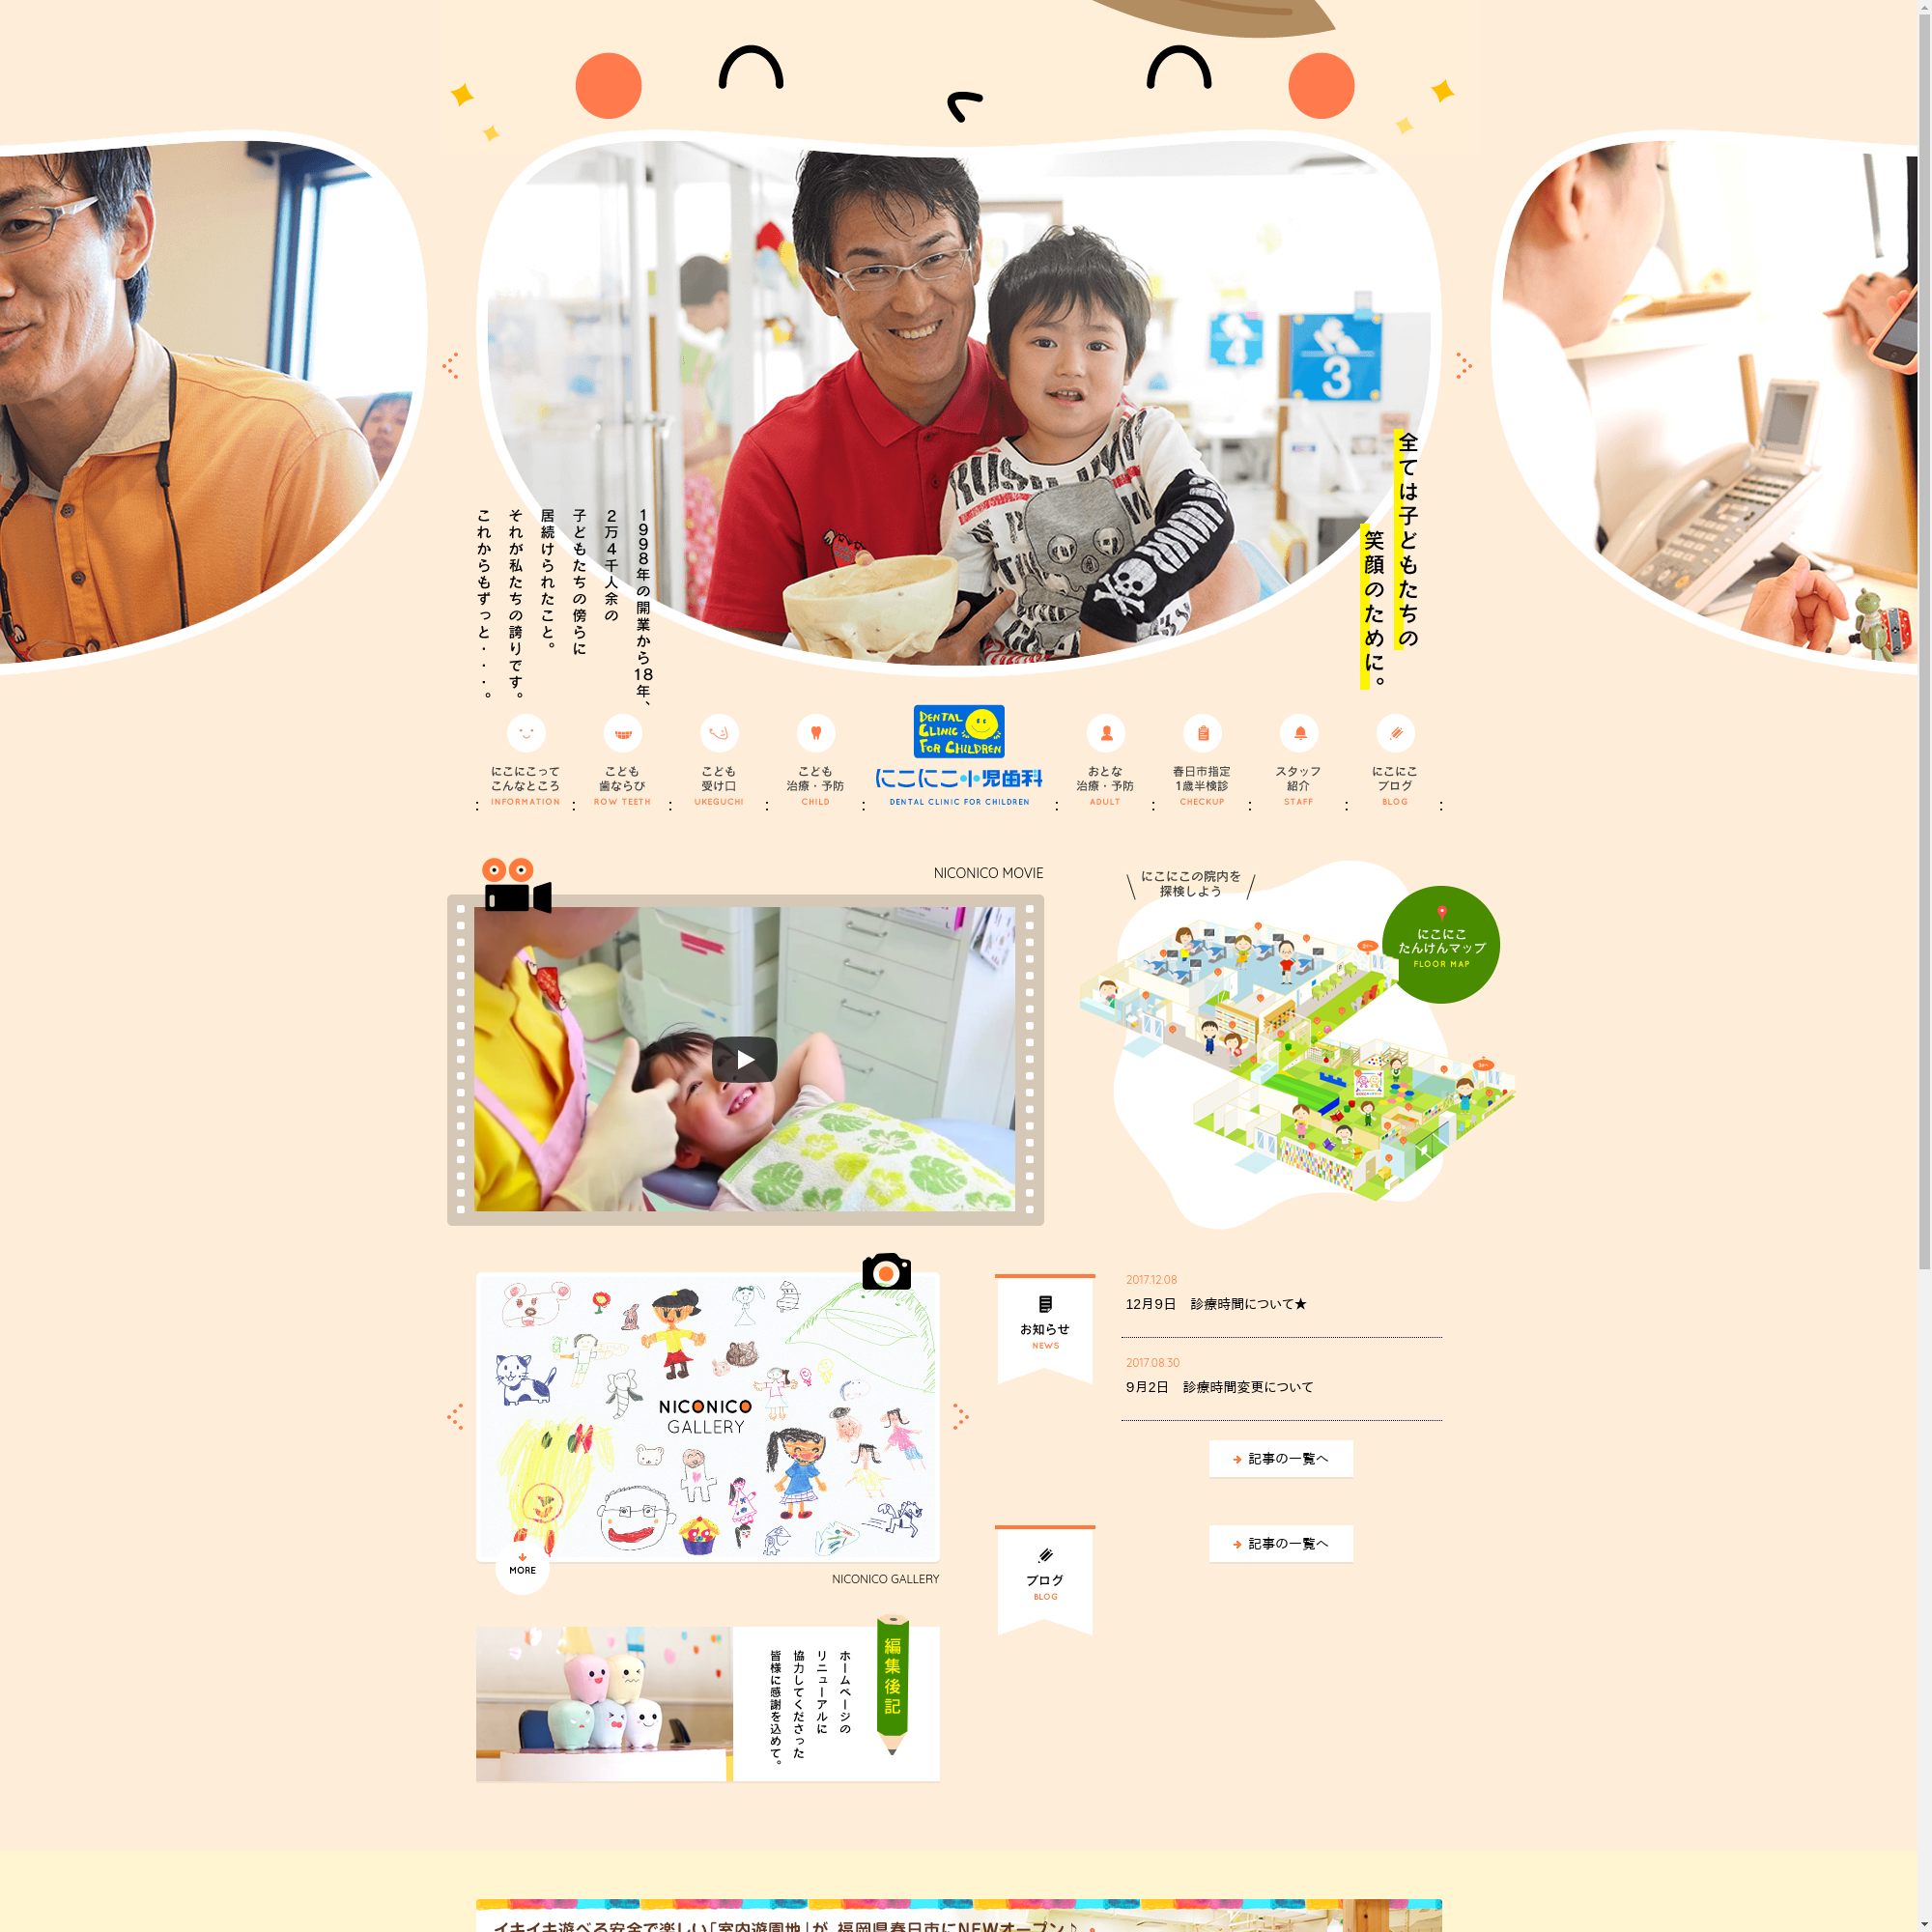 全ては子どもたちの
笑顔のために。
1998年の開業から18年、
2万4千人余の
子どもたちの傍らに
居続けられたこと。
それが私たちの誇りです。
これからもずっと・・・。
4
3
にこにこって
こんなところ
INFORMATION
こども
歯ならび
ROW TEETH
こども
受け口
UKEGUCHI
こども
治療・予防
CHILD
DENTAL
CLINIC
FOR CHILDREN
にこにこ小児歯科
DENTAL CLINIC FOR CHILDREN
おとな
治療・予防
ADULT
春日市指定
1歳半検診
CHECKUP
スタッフ
紹介
STAFF
にこにこ
ブログ
BLOG
NICONICO MOVIE
にこにこの院内を
探検しよう
にこにこ
たんけんマップ
FLOOR MAP
NICONICO
GALLERY
MORE
NICONICO GALLERY
お知らせ
NEWS
2017.12.08
12月9日　診療時間について★
2017.08.30
9月2日　診療時間変更について
記事の一覧へ
ブログ
BLOG
記事の一覧へ
編集後記
ホームページの
リニューアルに
協力してくださった
皆様に感謝を込めて。
イキイキ遊べる安全で楽しい「室内遊園地」が、福岡県春日市にNEWオープン♪